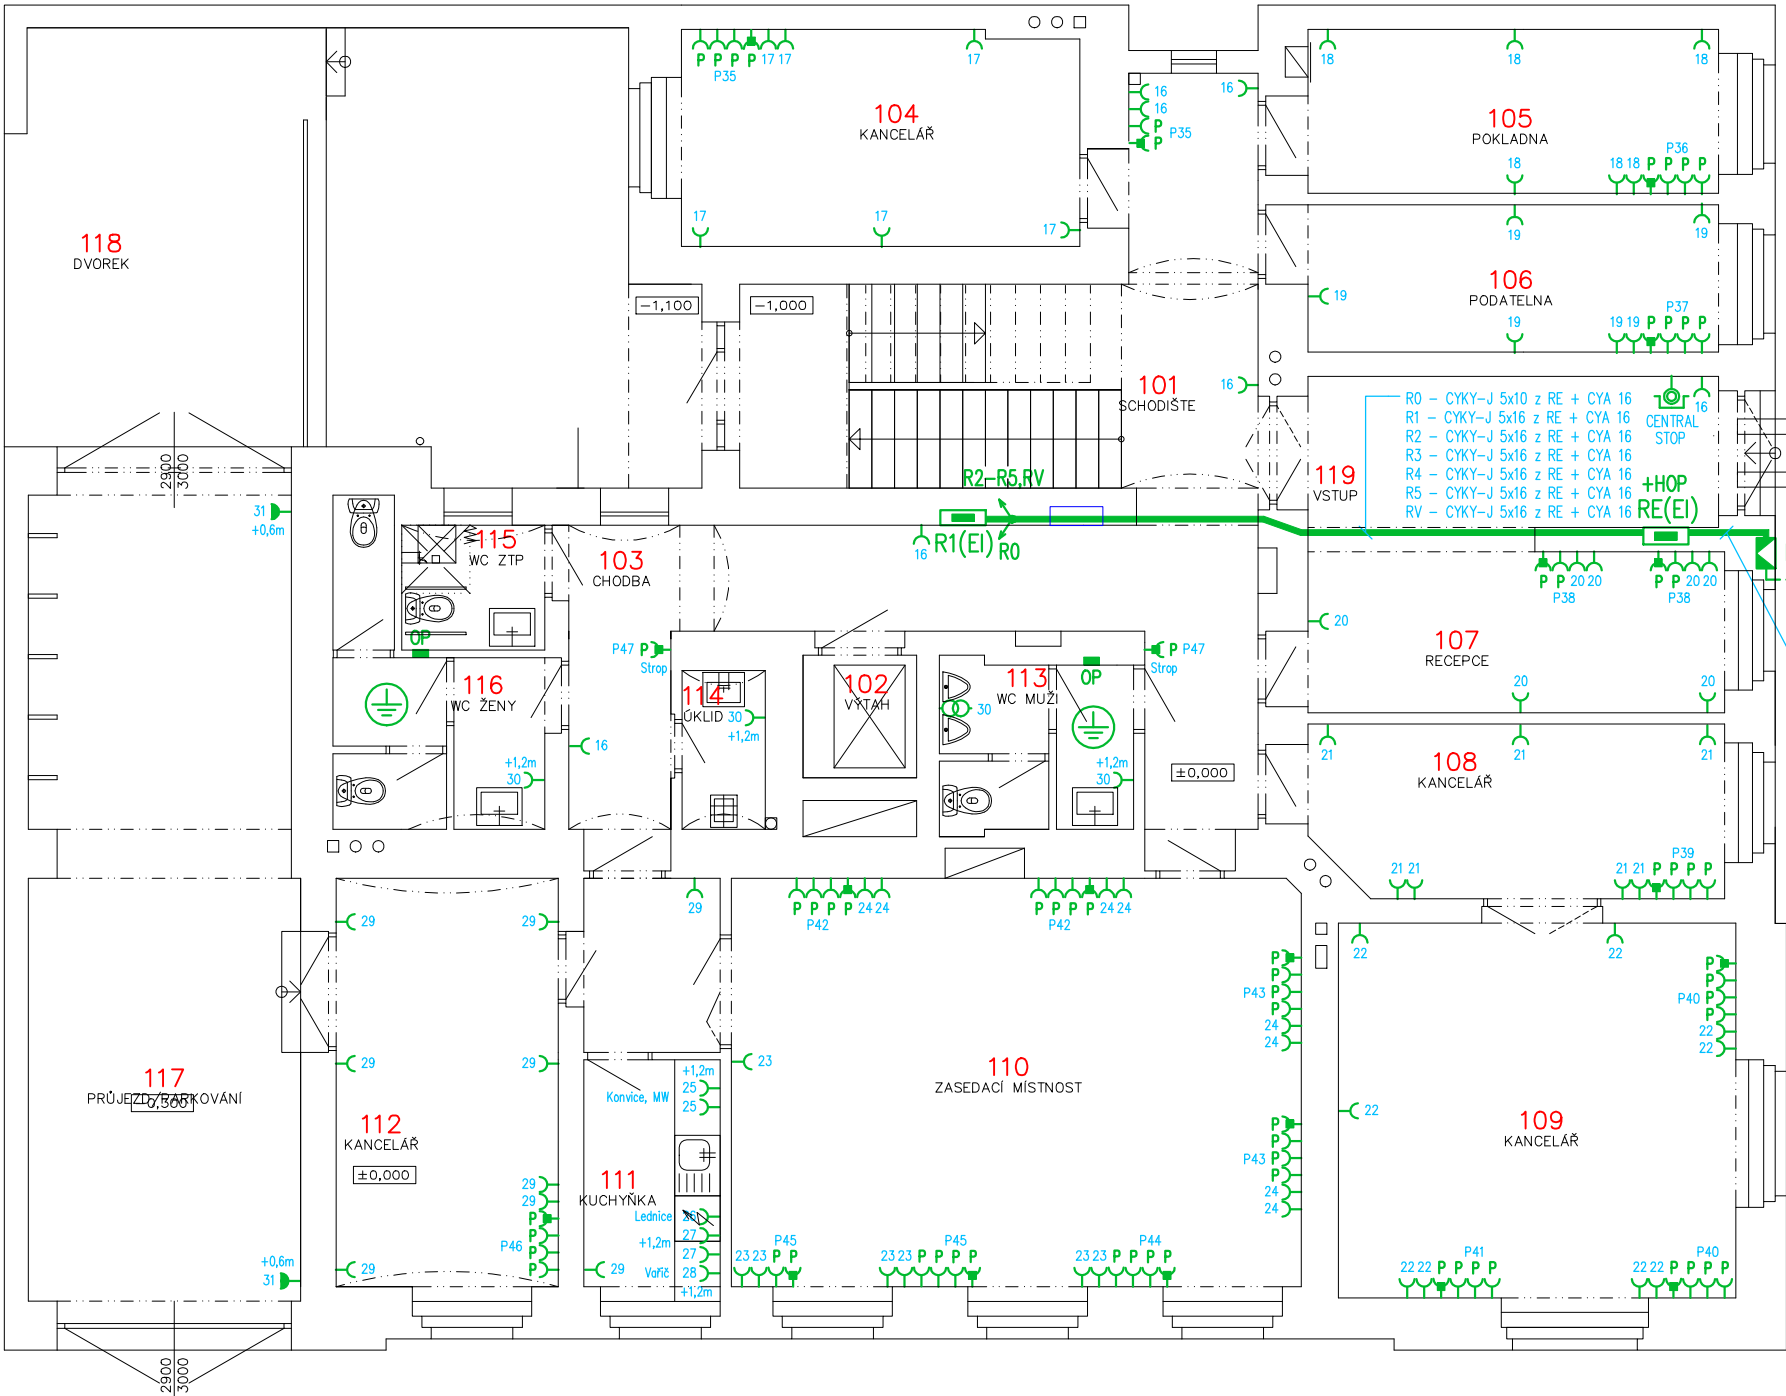 P P P P 17 17
P35
17
104
KANCELÁŘ
17
17
17
16
16
P
P
P35
16
18
18
18
105
POKLADNA
18
18 18 P P P P
P36
19
19
106
PODATELNA
19
19
19 19 P P P P
P37
118
DVOREK
-1,100
-1,000
101
SCHODIŠTE
16
R0 - CYKY-J 5x10 z RE + CYA 16
R1 - CYKY-J 5x16 z RE + CYA 16
R2 - CYKY-J 5x16 z RE + CYA 16
R3 - CYKY-J 5x16 z RE + CYA 16
R4 - CYKY-J 5x16 z RE + CYA 16
R5 - CYKY-J 5x16 z RE + CYA 16
RV - CYKY-J 5x16 z RE + CYA 16
16
CENTRAL
STOP
119
VSTUP
+HOP
RE(EI)
2900
3000
31
+0,6m
R2-R5,RV
16
R1(EI)
R0
115
WC ZTP
103
CHODBA
OP
P P 20 20
P38
P P 20 20
P38
20
107
RECEPCE
20
20
P47
P
Strop
P P47
Strop
116
WC ŽENY
+1,2m
30
16
114
ÚKLID
30
+1,2m
102
VÝTAH
113
WC MUŽI
30
OP
+1,2m
30
±0,000
21
21
21
108
KANCELÁŘ
21 21
21 21 P P P P
P39
29
29
29
P P P P 24 24
P42
P P P P 24 24
P42
22
22
P
P
P
P
P40
22
22
P
P
P
P
P43
24
24
29
29
23
110
ZASEDACÍ MÍSTNOST
22
109
KANCELÁŘ
117
PRŮJEZD/PARKOVÁNÍ
-0,300
112
KANCELÁŘ
±0,000
+1,2m
25
Konvice, MW
25
P
P
P
P
P43
24
24
111
KUCHYŇKA
29
29
P
P
P
P
P46
29
Lednice
26
27
+1,2m
27
Vařič 28
+1,2m
29
23 23 P P
P45
23 23 P P P P
P45
23 23 P P P P
P44
22 22 P P P P
P41
22 22 P P P P
P40
+0,6m
31
2900
3000